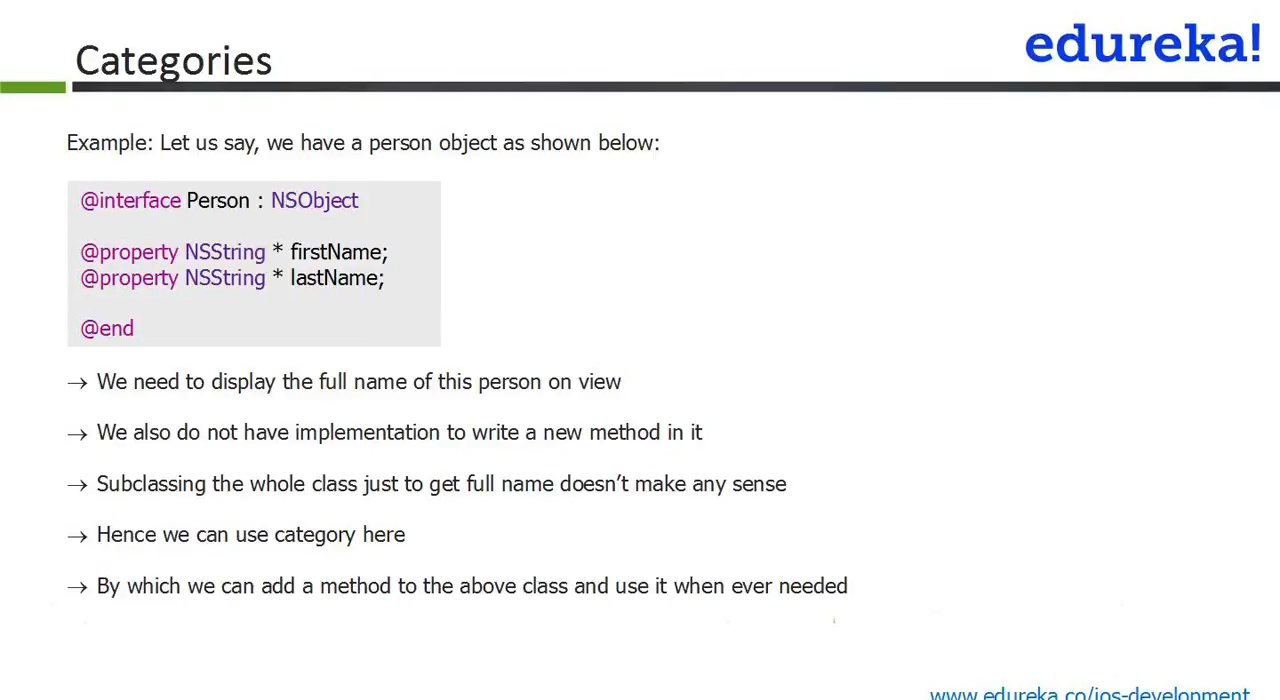 Categories
edureka!
Example: Let us say, we have a person object as shown below:
@interface Person : NSObject
@property NSString * firstName;
@property NSString * lastName;
@end
→ We need to display the full name of this person on view
→ We also do not have implementation to write a new method in it
→ Subclassing the whole class just to get full name doesn't make any sense
→ Hence we can use category here
→ By which we can add a method to the above class and use it when ever needed
www.edureka.co/ios-development